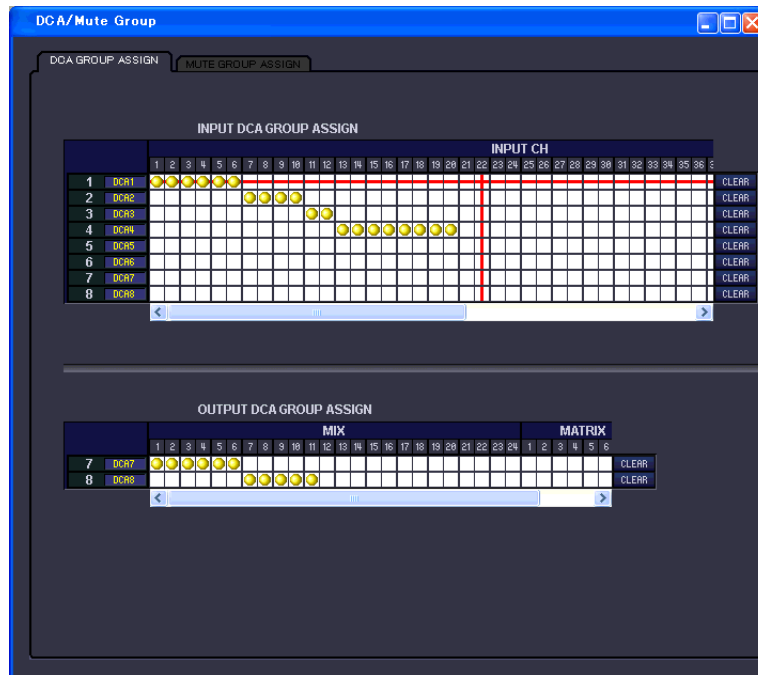 DCA/Mute Group
DCA GROUP ASSIGN MUTE GROUP ASSIGN
INPUT DCA GROUP ASSIGN
INPUT CH
1 2 3 4 5 6 7 8 9 10 11 12 13 14 15 16 17 18 19 20 21 22 23 24 25 26 27 28 29 30 31 32 33 34 35 36
1 DCA1 CLEAR
2 DCA2 CLEAR
3 DCA3 CLEAR
4 DCA4 CLEAR
5 DCA5 CLEAR
6 DCA6 CLEAR
7 DCA7 CLEAR
8 DCA8 CLEAR
OUTPUT DCA GROUP ASSIGN
MIX MATRIX
1 2 3 4 5 6 7 8 9 10 11 12 13 14 15 16 17 18 19 20 21 22 23 24 1 2 3 4 5 6
7 DCA7 CLEAR
8 DCA8 CLEAR